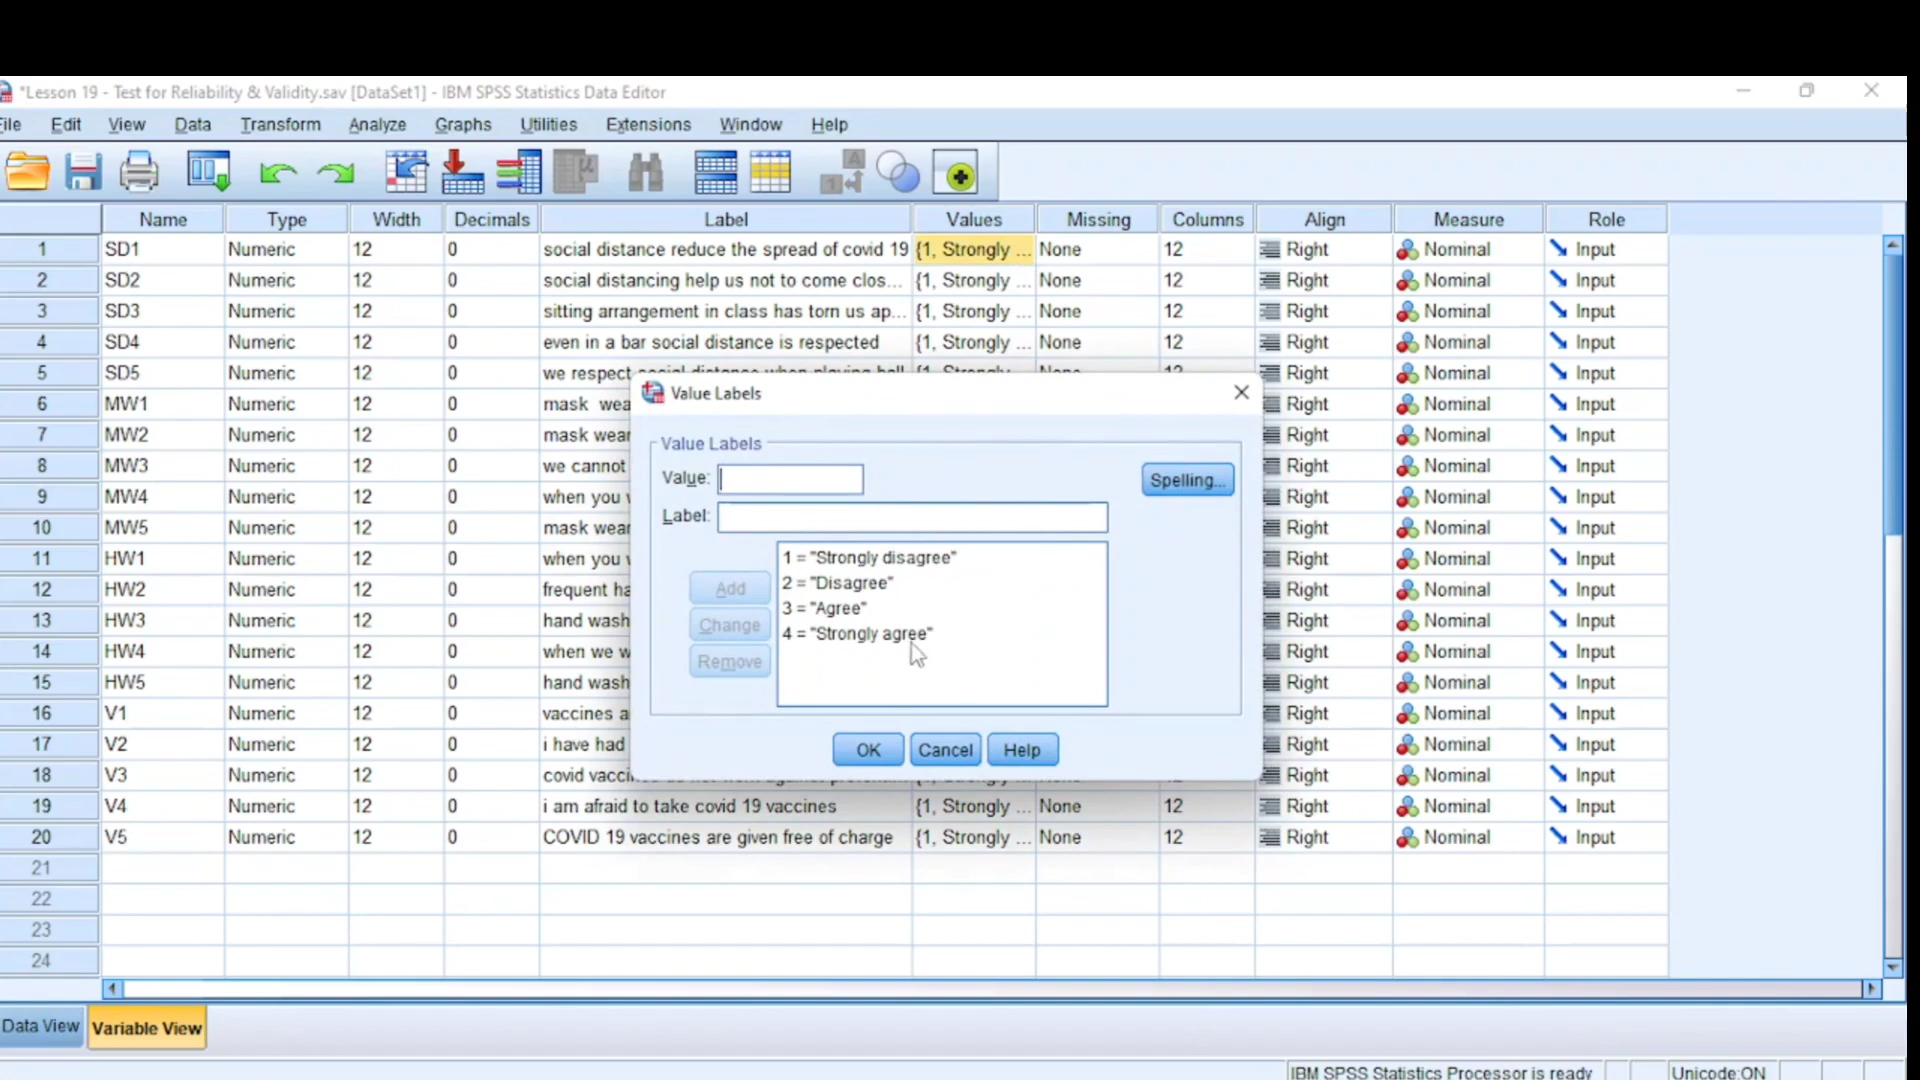 *Lesson 19 - Test for Reliability & Validity.sav [DataSet1] - IBM SPSS Statistics Data Editor
File Edit View Data Transform Analyze Graphs Utilities Extensions Window Help
Name Type Width Decimals Label Values Missing Columns Align Measure Role
1 SD1 Numeric 12 0 social distance reduce the spread of covid 19 {1, Strongly ... None 12 Right Nominal Input
2 SD2 Numeric 12 0 social distancing help us not to come clos... {1, Strongly ... None 12 Right Nominal Input
3 SD3 Numeric 12 0 sitting arrangement in class has torn us ap... {1, Strongly ... None 12 Right Nominal Input
4 SD4 Numeric 12 0 even in a bar social distance is respected {1, Strongly ... None 12 Right Nominal Input
5 SD5 Numeric 12 0 we respect Right Nominal Input
6 MW1 Numeric 12 0 mask wea Right Nominal Input
7 MW2 Numeric 12 0 mask wear Right Nominal Input
8 MW3 Numeric 12 0 we cannot Right Nominal Input
9 MW4 Numeric 12 0 when you Right Nominal Input
10 MW5 Numeric 12 0 mask wear Right Nominal Input
11 HW1 Numeric 12 0 when you Right Nominal Input
12 HW2 Numeric 12 0 frequent ha Right Nominal Input
13 HW3 Numeric 12 0 hand wash Right Nominal Input
14 HW4 Numeric 12 0 when we w Right Nominal Input
15 HW5 Numeric 12 0 hand wash Right Nominal Input
16 V1 Numeric 12 0 vaccines a Right Nominal Input
17 V2 Numeric 12 0 i have had Right Nominal Input
18 V3 Numeric 12 0 covid vacci Right Nominal Input
19 V4 Numeric 12 0 i am afraid to take covid 19 vaccines {1, Strongly ... None 12 Right Nominal Input
20 V5 Numeric 12 0 COVID 19 vaccines are given free of charge {1, Strongly ... None 12 Right Nominal Input
21
22
23
24
Value Labels
Value Labels
Value:
Spelling...
Label:
1 = "Strongly disagree"
2 = "Disagree"
3 = "Agree"
4 = "Strongly agree"
Add
Change
Remove
OK Cancel Help
Data View Variable View
IBM SPSS Statistics Processor is ready Unicode:ON